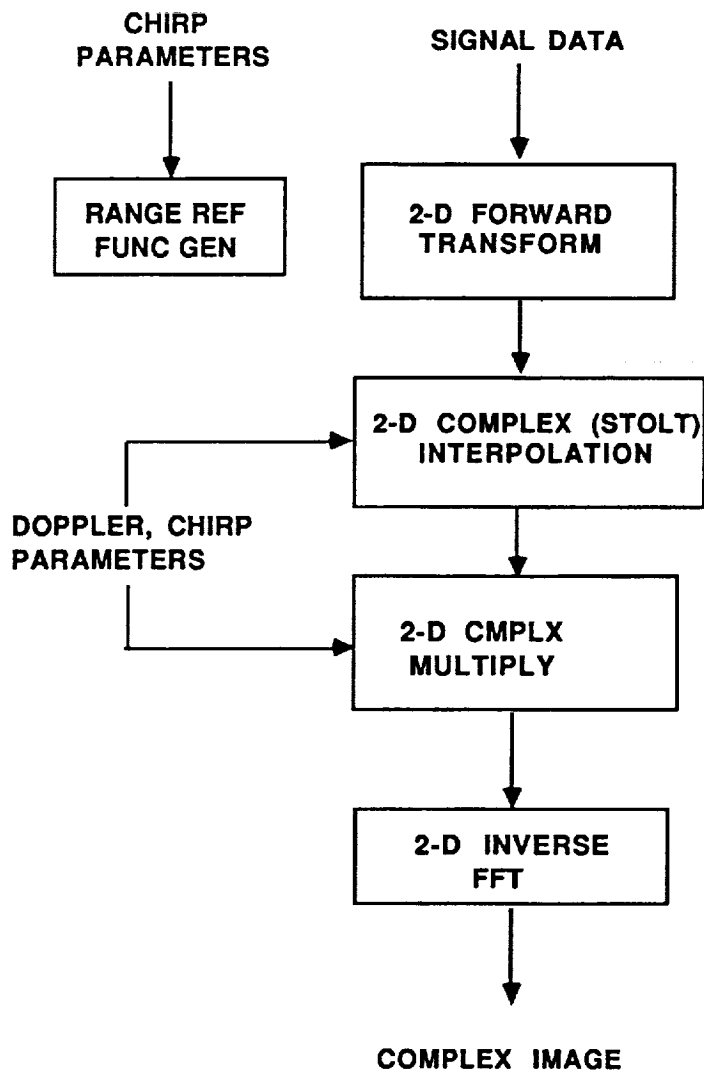 CHIRP
PARAMETERS
SIGNAL DATA
RANGE REF
FUNC GEN
2-D FORWARD
TRANSFORM
2-D COMPLEX (STOLT)
INTERPOLATION
DOPPLER, CHIRP
PARAMETERS
2-D CMPLX
MULTIPLY
2-D INVERSE
FFT
COMPLEX IMAGE